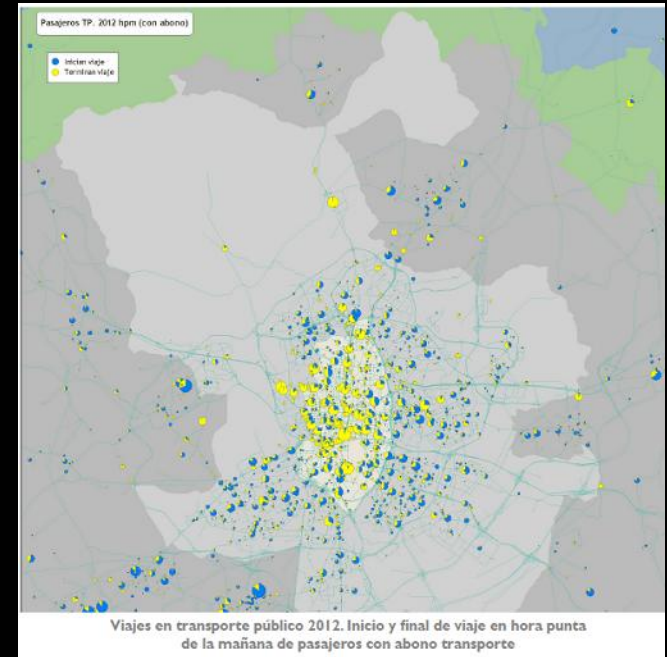 Pasajeros TP. 2012 hpm (con abono)
Inician viaje
Terminan viaje
Viajes en transporte público 2012. Inicio y final de viaje en hora punta
de la mañana de pasajeros con abono transporte